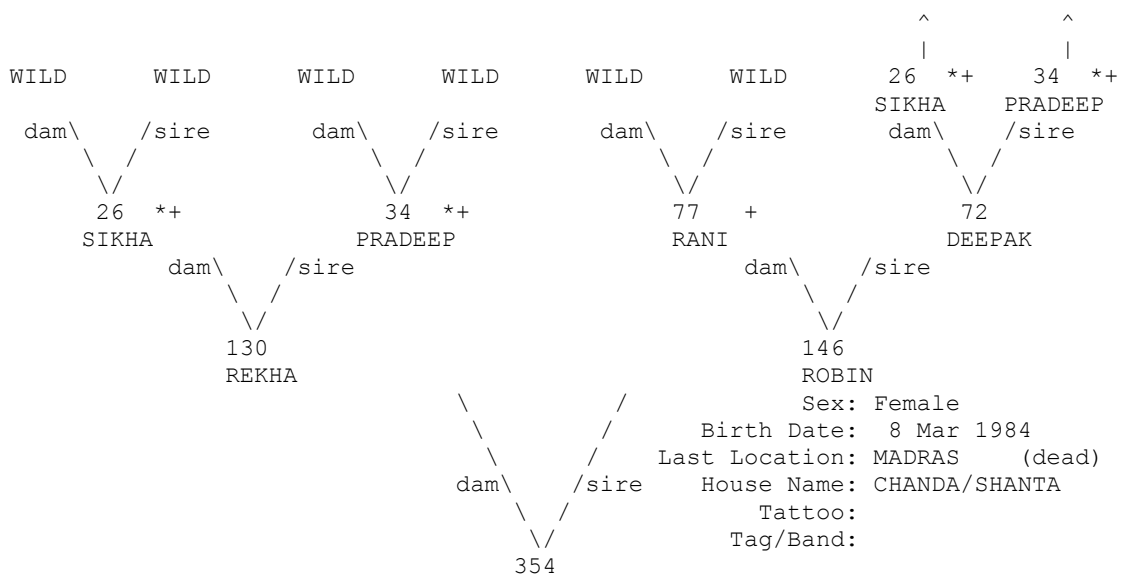 ^ ^
| |
WILD WILD WILD WILD WILD WILD 26 *+ 34 *+
SIKHA PRADEEP
dam\ /sire dam\ /sire dam\ /sire dam\ /sire
\ / \ / \ / \ /
\/ \/ \/ \/
26 *+ 34 *+ 77 + 72
SIKHA PRADEEP RANI DEEPAK
dam\ /sire dam\ /sire
\ / \ /
\/ \/
130 146
REKHA ROBIN
\ / Sex: Female
\ / Birth Date: 8 Mar 1984
\ / Last Location: MADRAS (dead)
dam\ /sire House Name: CHANDA/SHANTA
\ / Tattoo:
\/ Tag/Band:
354